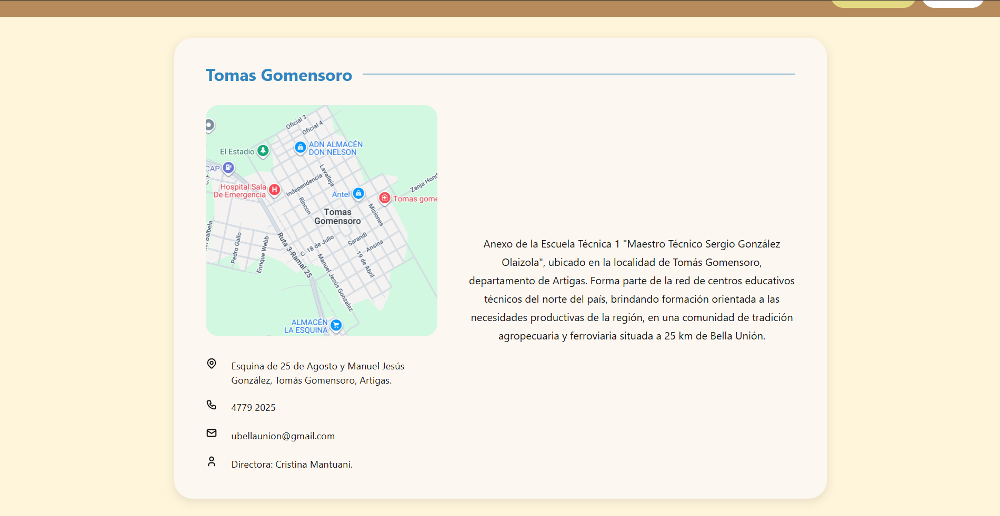 Tomas Gomensoro
Oficial 3
Oficial 4
ADN ALMACÉN
DON NELSON
El Estadio
CAP
Lavalleja
Independencia
Zanja Hond
Hospital Sala
De Emergencia
Antel
Tomas gome
Rincon
Misiones
Tomas
Gomensoro
Balbela
Pedro Gallo
Enrique Webb
Ruta 3-Ramal 25
C. 18 de Julio
Sarandi
Ansina
19 de Abril
Manuel Jesús Gonzalez
ALMACÉN
LA ESQUINA
Anexo de la Escuela Técnica 1 "Maestro Técnico Sergio González
Olaizola", ubicado en la localidad de Tomás Gomensoro,
departamento de Artigas. Forma parte de la red de centros educativos
técnicos del norte del país, brindando formación orientada a las
necesidades productivas de la región, en una comunidad de tradición
agropecuaria y ferroviaria situada a 25 km de Bella Unión.
Esquina de 25 de Agosto y Manuel Jesús
González, Tomás Gomensoro, Artigas.
4779 2025
ubellaunion@gmail.com
Directora: Cristina Mantuani.